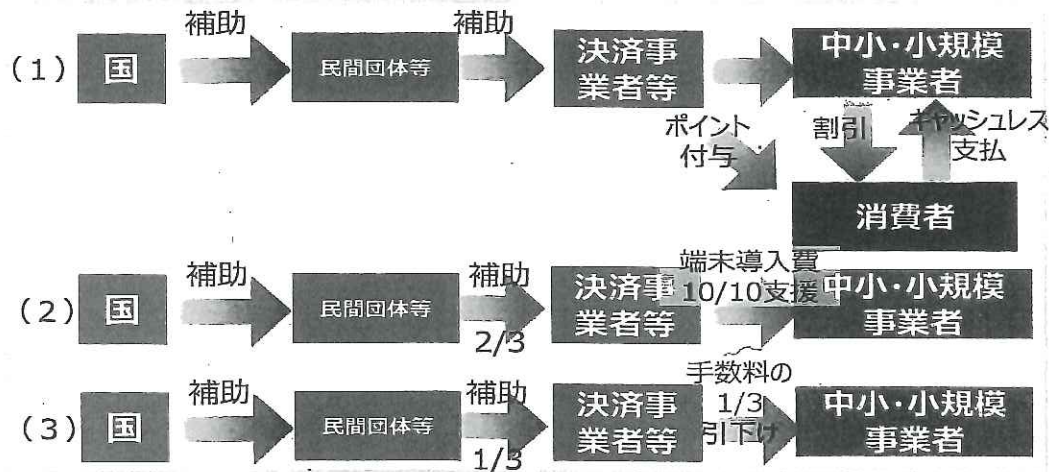 補助
補助
(1)
国
民間団体等
決済事
業者等
中小・小規模
事業者
ポイント
付与
割引
キャッシュレス
支払
消費者
(2)
国
補助
民間団体等
補助
2/3
決済事
業者等
端末導入費
10/10支援
中小・小規模
事業者
(3)
国
補助
民間団体等
補助
1/3
決済事
業者等
手数料の
1/3
引下げ
中小・小規模
事業者